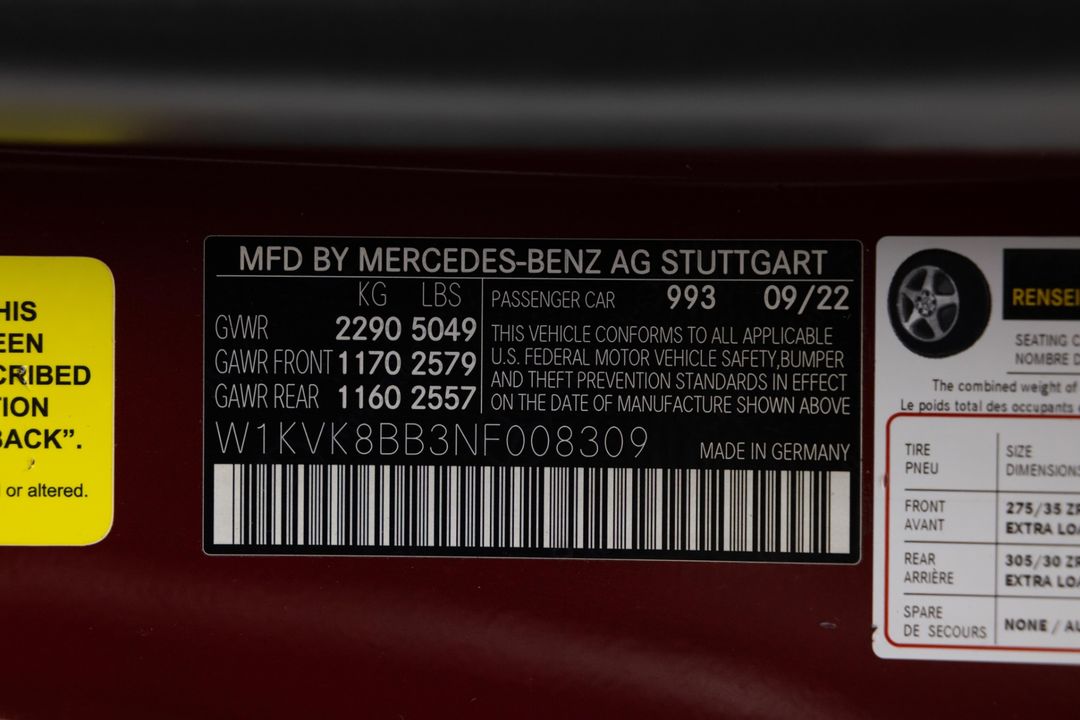 HIS
EEN
CRIBED
TION
BACK”.
or altered.
MFD BY MERCEDES-BENZ AG STUTTGART
KG LBS
GVWR 2290 5049
GAWR FRONT 1170 2579
GAWR REAR 1160 2557
PASSENGER CAR 993 09/22
THIS VEHICLE CONFORMS TO ALL APPLICABLE
U.S. FEDERAL MOTOR VEHICLE SAFETY, BUMPER
AND THEFT PREVENTION STANDARDS IN EFFECT
ON THE DATE OF MANUFACTURE SHOWN ABOVE
W1KVK8BB3NF008309
MADE IN GERMANY
RENSEI
SEATING C
NOMBRE D
The combined weight of
Le poids total des occupants
TIRE SIZE
PNEU DIMENSIONS
FRONT 275/35 ZR
AVANT EXTRA LOA
REAR 305/30 ZR
ARRIÈRE EXTRA LOA
SPARE
DE SECOURS NONE / AU